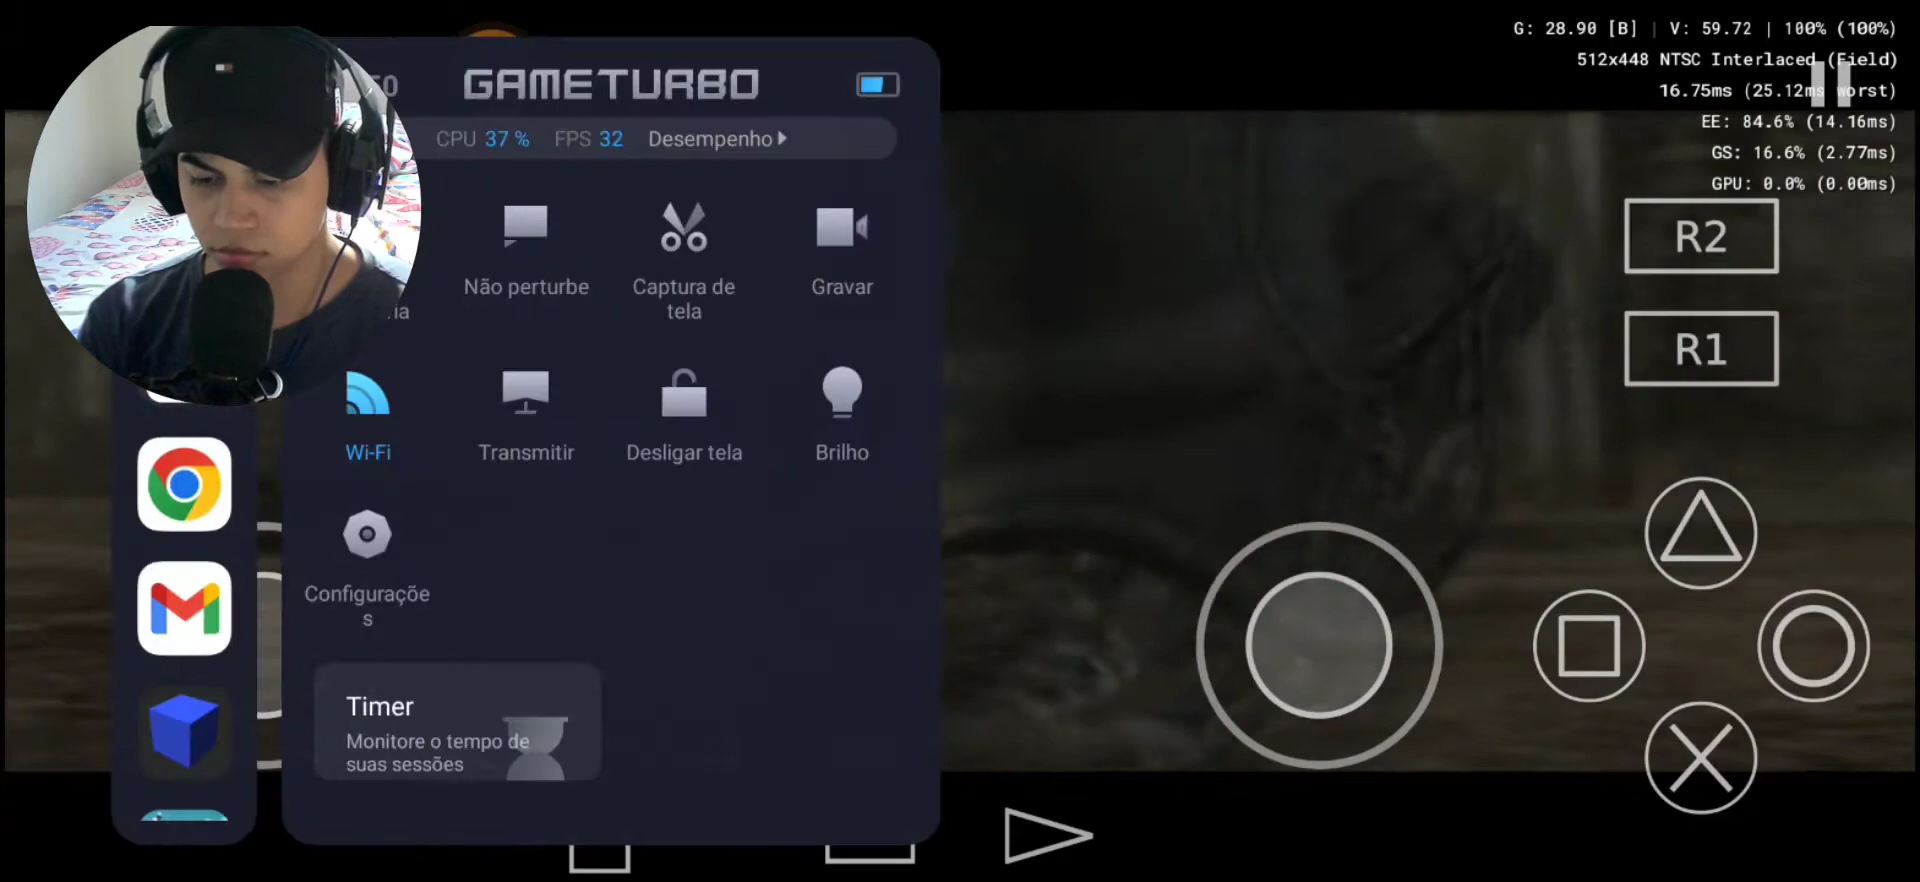 G: 28.90 [B] | V: 59.72 | 100% (100%)
512x448 NTSC Interlaced (Field)
16.75ms (25.12ms worst)
EE: 84.6% (14.16ms)
GS: 16.6% (2.77ms)
GPU: 0.0% (0.00ms)
GAMETURBO
CPU 37 % FPS 32 Desempenho
Não perturbe
Captura de
tela
Gravar
Wi-Fi
Transmitir
Desligar tela
Brilho
Configuraçõe
s
Timer
Monitore o tempo de
suas sessões
R2
R1